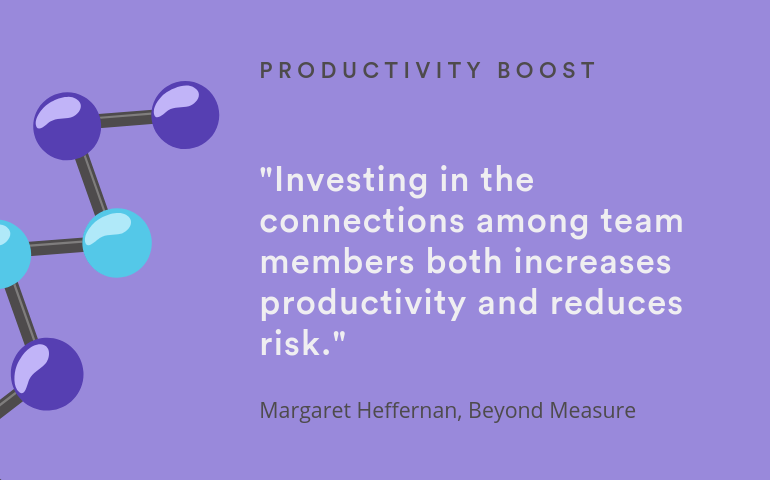 PRODUCTIVITY BOOST
"Investing in the
connections among team
members both increases
productivity and reduces
risk."
Margaret Heffernan, Beyond Measure